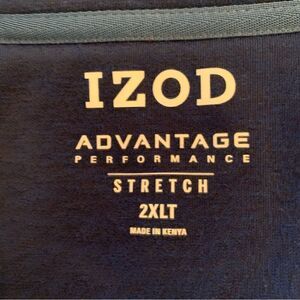 IZOD
ADVANTAGE
PERFORMANCE
STRETCH
2XLT
MADE IN KENYA